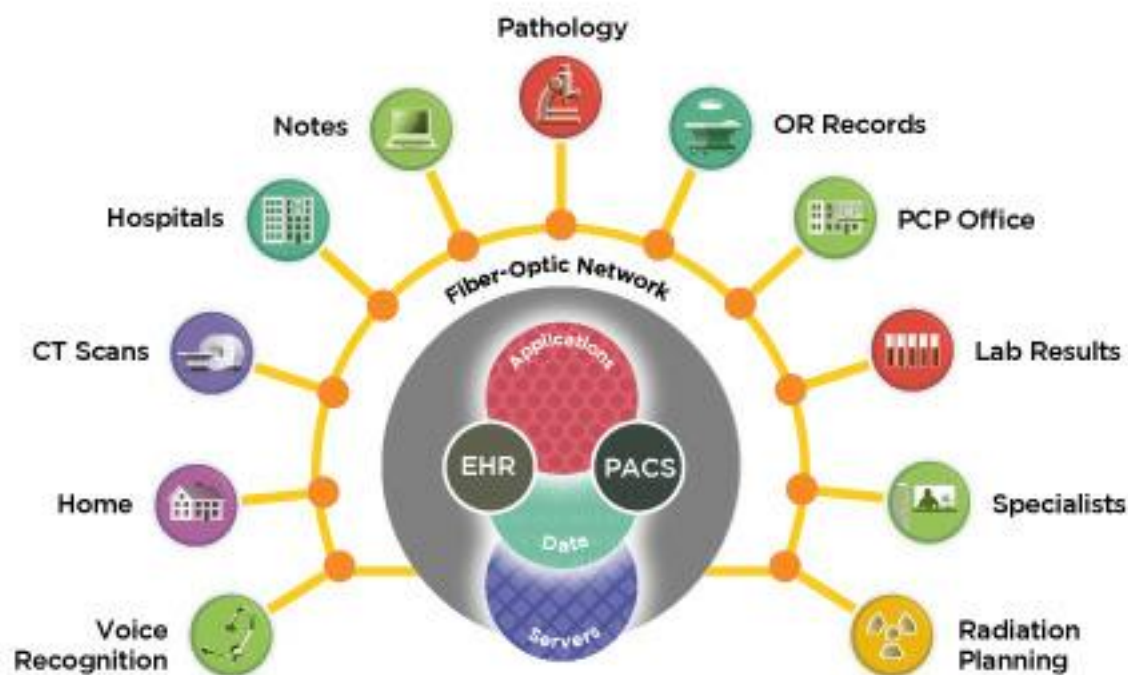 Pathology
Notes
OR Records
Hospitals
PCP Office
Fiber-Optic Network
Applications
CT Scans
Lab Results
EHR
PACS
Home
Specialists
Data
Voice
Recognition
Servers
Radiation
Planning